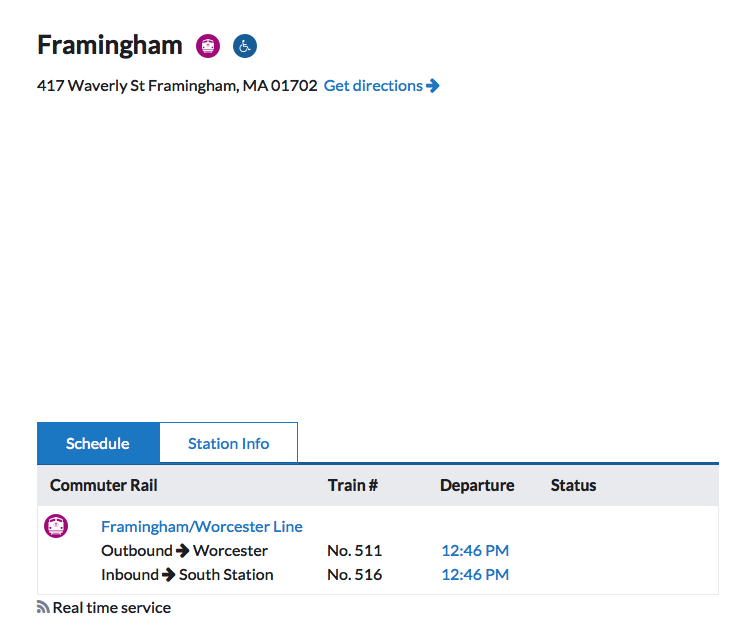 Framingham
417 Waverly St Framingham, MA 01702 Get directions
Schedule Station Info
Commuter Rail Train # Departure Status
Framingham/Worcester Line
Outbound Worcester No. 511 12:46 PM
Inbound South Station No. 516 12:46 PM
Real time service